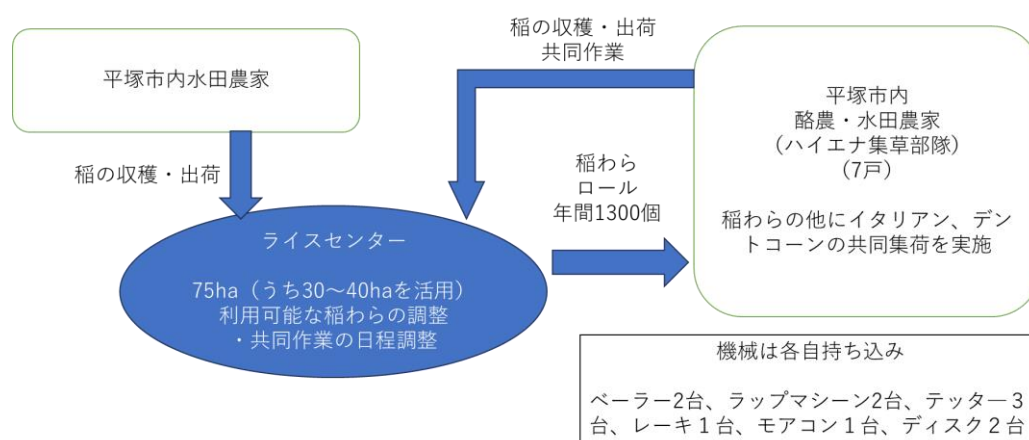 稲の収穫・出荷
共同作業
平塚市内水田農家
稲の収穫・出荷
平塚市内
酪農・水田農家
（ハイエナ集草部隊）
(7戸)
稲わらの他にイタリアン、デン
トコーンの共同集荷を実施
稲わら
ロール
年間1300個
ライスセンター
75ha（うち30～40haを活用）
利用可能な稲わらの調整
・共同作業の日程調整
機械は各自持ち込み
ベーラー2台、ラップマシーン2台、テッタ―３
台、レーキ１台、モアコン１台、ディスク２台